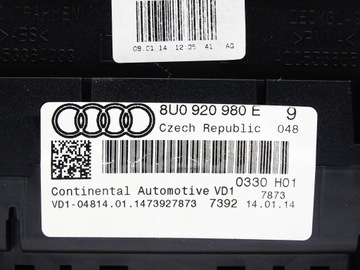 09.01.14 12:25 41 AG
8U0 920 980 E 9
Czech Republic 048
0330 H01
Continental Automotive VD1 7873
VD1-04814.01.1473927873 7392 14.01.14